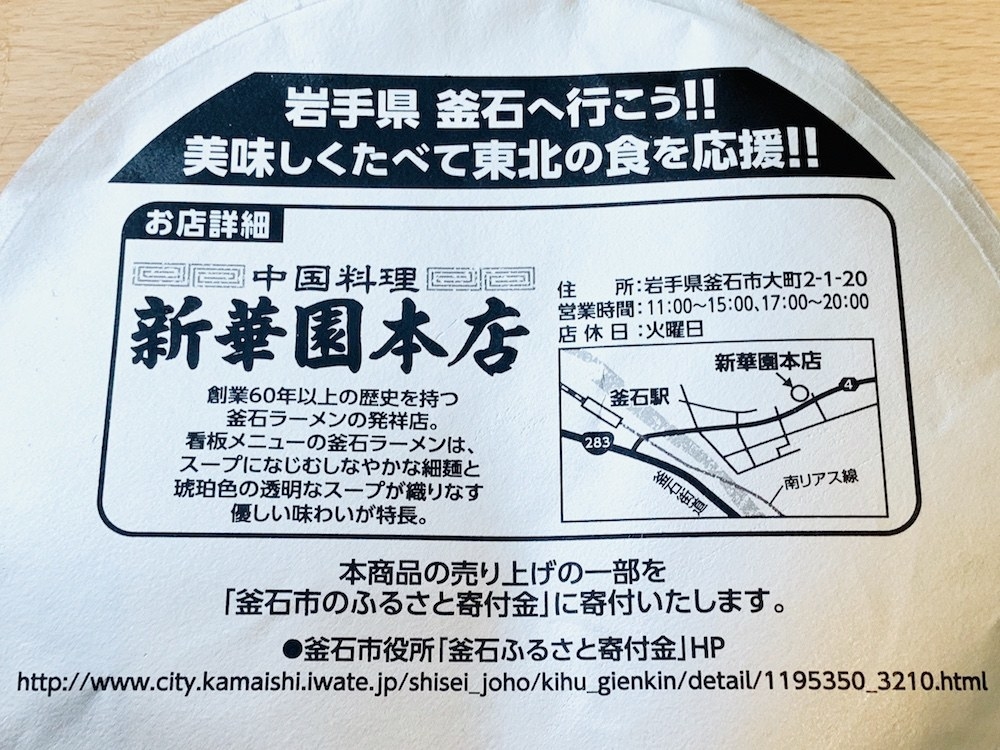 岩手県 釜石へ行こう!!
美味しくたべて東北の食を応援!!
お店詳細
中国料理
新華園本店
創業60年以上の歴史を持つ
釜石ラーメンの発祥店。
看板メニューの釜石ラーメンは、
スープになじむしなやかな細麺と
琥珀色の透明なスープが織りなす
優しい味わいが特長。
住　所:岩手県釜石市大町2-1-20
営業時間:11:00〜15:00、17:00〜20:00
店休日:火曜日
新華園本店
釜石駅
4
283
釜石街道
南リアス線
本商品の売り上げの一部を
「釜石市のふるさと寄付金」に寄付いたします。
●釜石市役所「釜石ふるさと寄付金」HP
http://www.city.kamaishi.iwate.jp/shisei_joho/kihu_gienkin/detail/1195350_3210.html